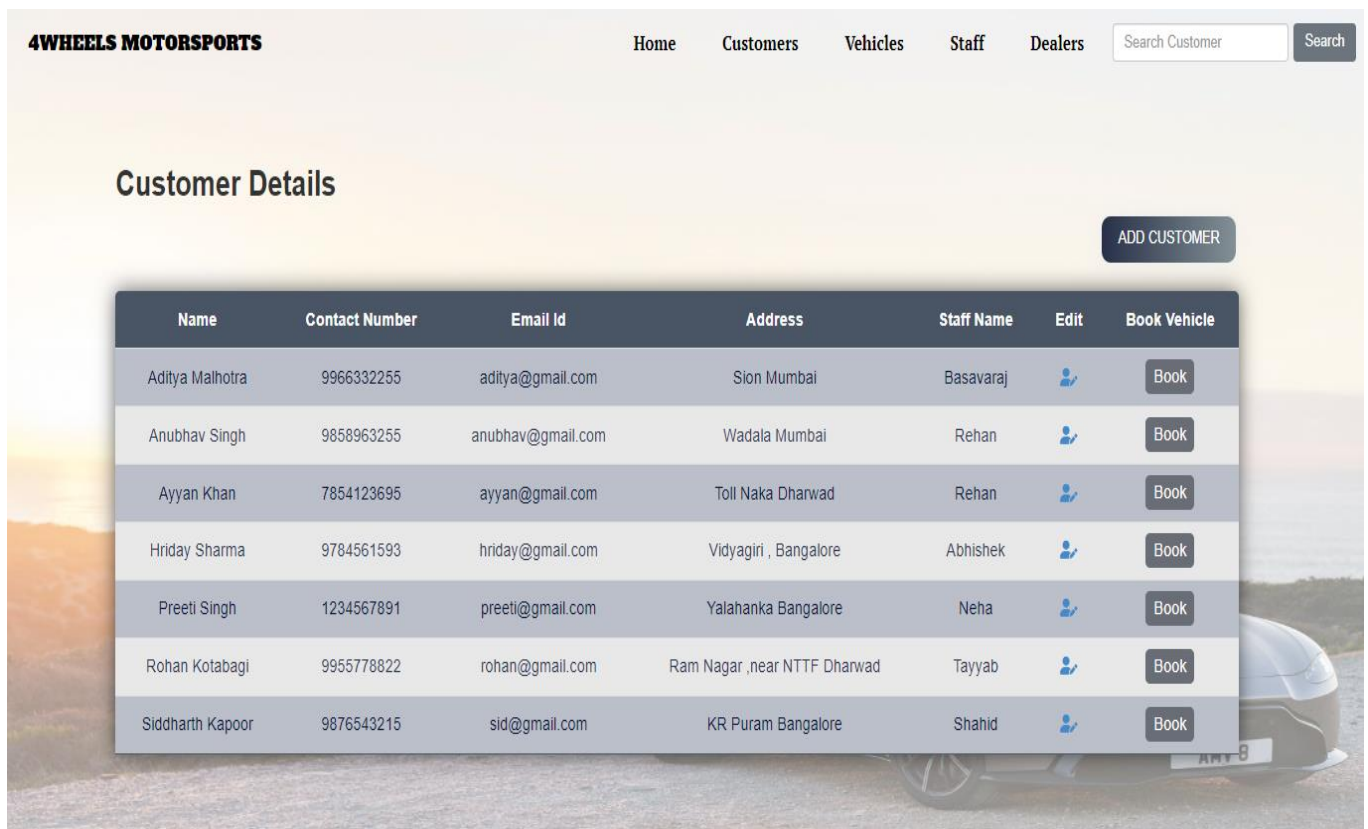 4WHEELS MOTORSPORTS Home Customers Vehicles Staff Dealers Search Customer Search
Customer Details
ADD CUSTOMER
Name Contact Number Email Id Address Staff Name Edit Book Vehicle
Aditya Malhotra 9966332255 aditya@gmail.com Sion Mumbai Basavaraj Book
Anubhav Singh 9858963255 anubhav@gmail.com Wadala Mumbai Rehan Book
Ayyan Khan 7854123695 ayyan@gmail.com Toll Naka Dharwad Rehan Book
Hriday Sharma 9784561593 hriday@gmail.com Vidyagiri , Bangalore Abhishek Book
Preeti Singh 1234567891 preeti@gmail.com Yalahanka Bangalore Neha Book
Rohan Kotabagi 9955778822 rohan@gmail.com Ram Nagar ,near NTTF Dharwad Tayyab Book
Siddharth Kapoor 9876543215 sid@gmail.com KR Puram Bangalore Shahid Book